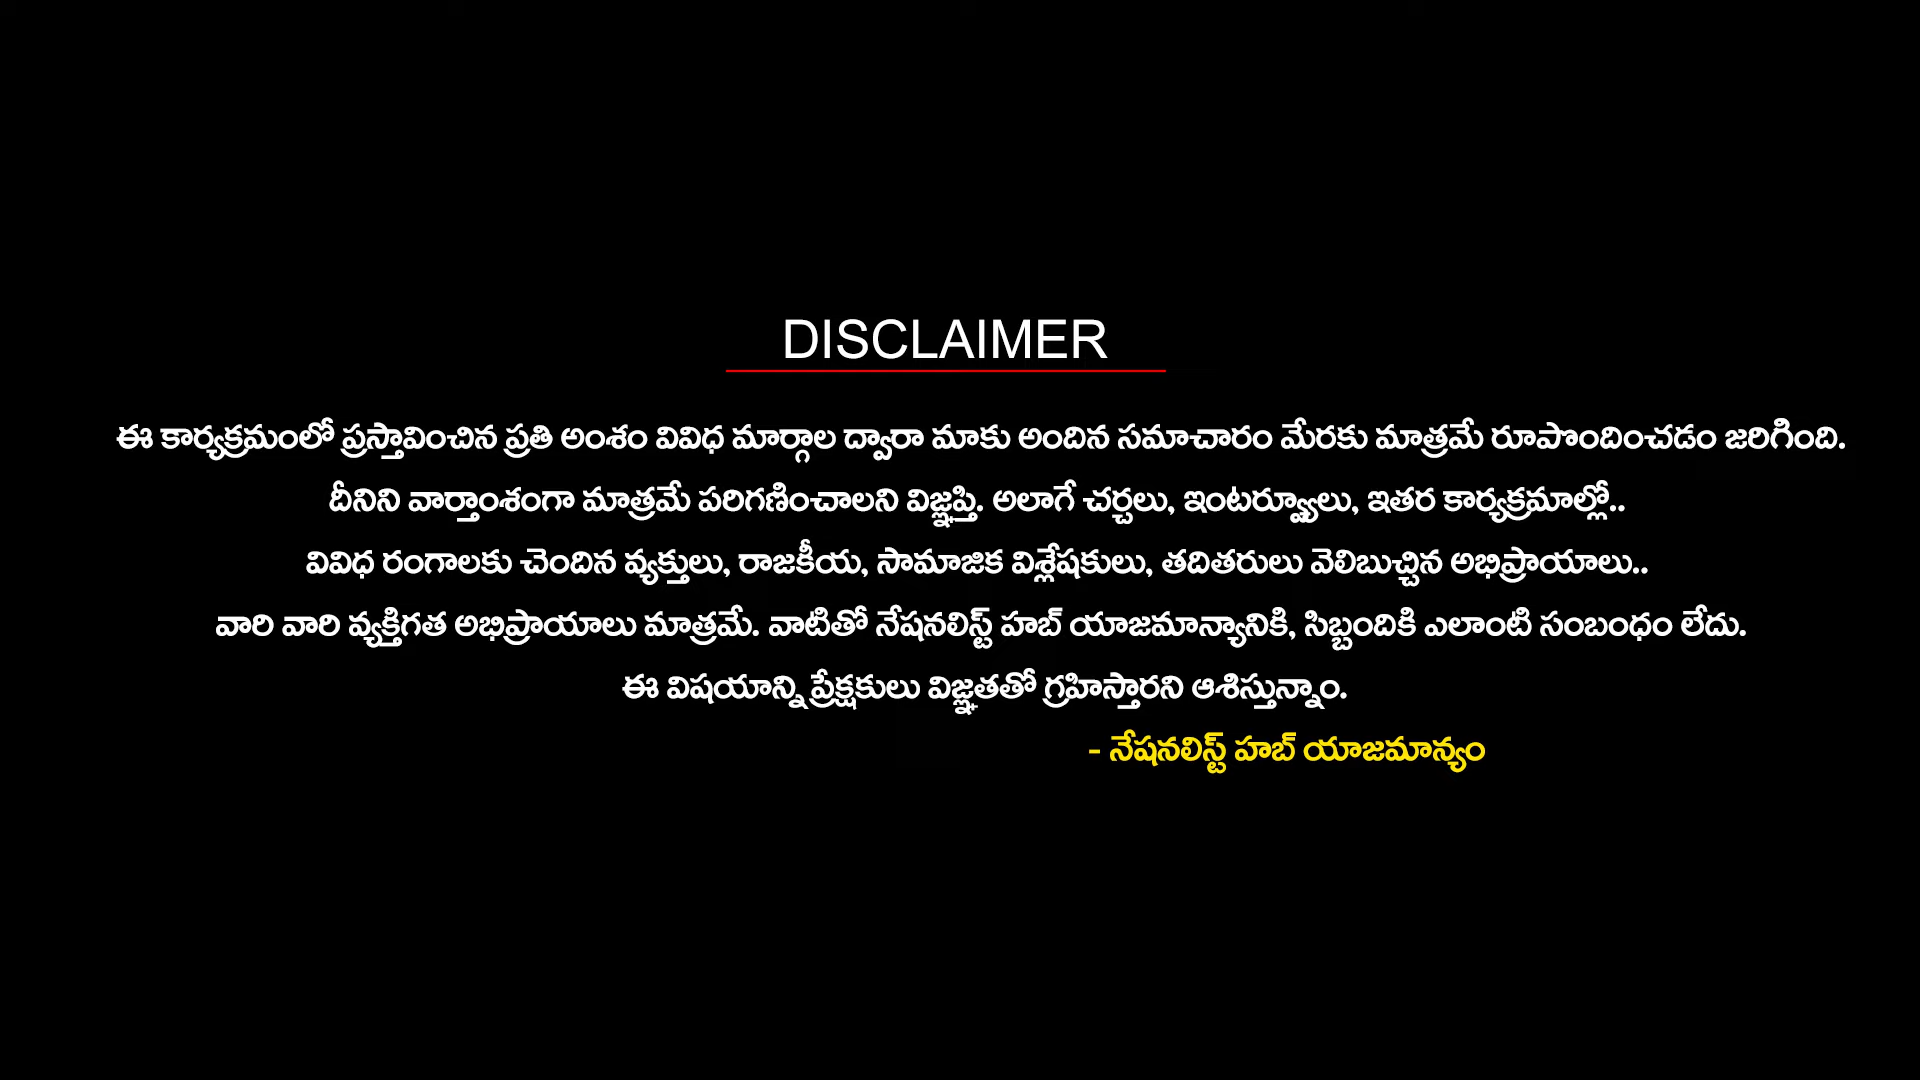 DISCLAIMER
ఈ కార్యక్రమంలో ప్రస్తావించిన ప్రతి అంశం వివిధ మార్గాల ద్వారా మాకు అందిన సమాచారం మేరకు మాత్రమే రూపొందించడం జరిగింది.
దీనిని వార్తాంశంగా మాత్రమే పరిగణించాలని విజ్ఞప్తి. అలాగే చర్చలు, ఇంటర్వ్యూలు, ఇతర కార్యక్రమాల్లో..
వివిధ రంగాలకు చెందిన వ్యక్తులు, రాజకీయ, సామాజిక విశ్లేషకులు, తదితరులు వెలిబుచ్చిన అభిప్రాయాలు..
వారి వారి వ్యక్తిగత అభిప్రాయాలు మాత్రమే. వాటితో నేషనలిస్ట్ హబ్ యాజమాన్యానికి, సిబ్బందికి ఎలాంటి సంబంధం లేదు.
ఈ విషయాన్ని ప్రేక్షకులు విజ్ఞతతో గ్రహిస్తారని ఆశిస్తున్నాం.
- నేషనలిస్ట్ హబ్ యాజమాన్యం